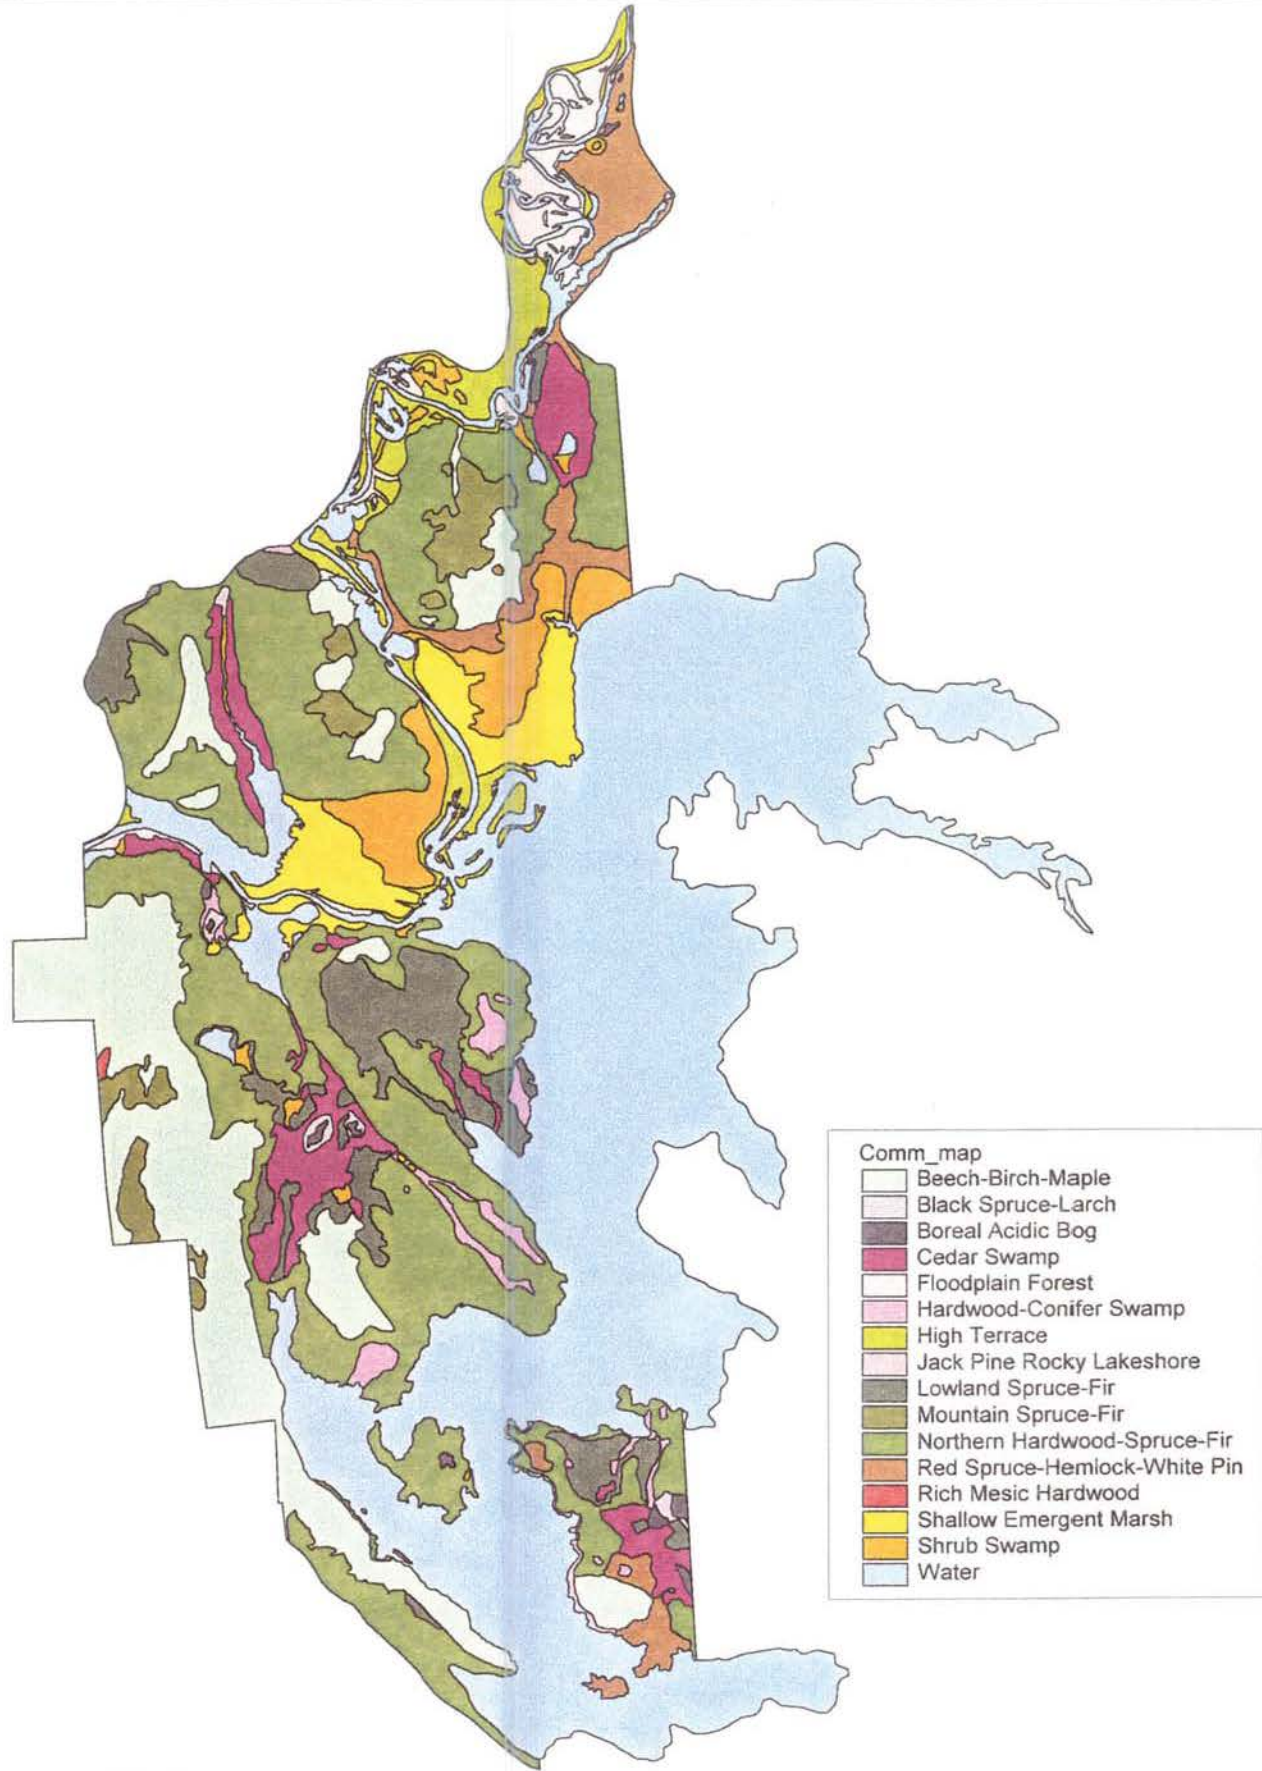 Comm_map
Beech-Birch-Maple
Black Spruce-Larch
Boreal Acidic Bog
Cedar Swamp
Floodplain Forest
Hardwood-Conifer Swamp
High Terrace
Jack Pine Rocky Lakeshore
Lowland Spruce-Fir
Mountain Spruce-Fir
Northern Hardwood-Spruce-Fir
Red Spruce-Hemlock-White Pin
Rich Mesic Hardwood
Shallow Emergent Marsh
Shrub Swamp
Water